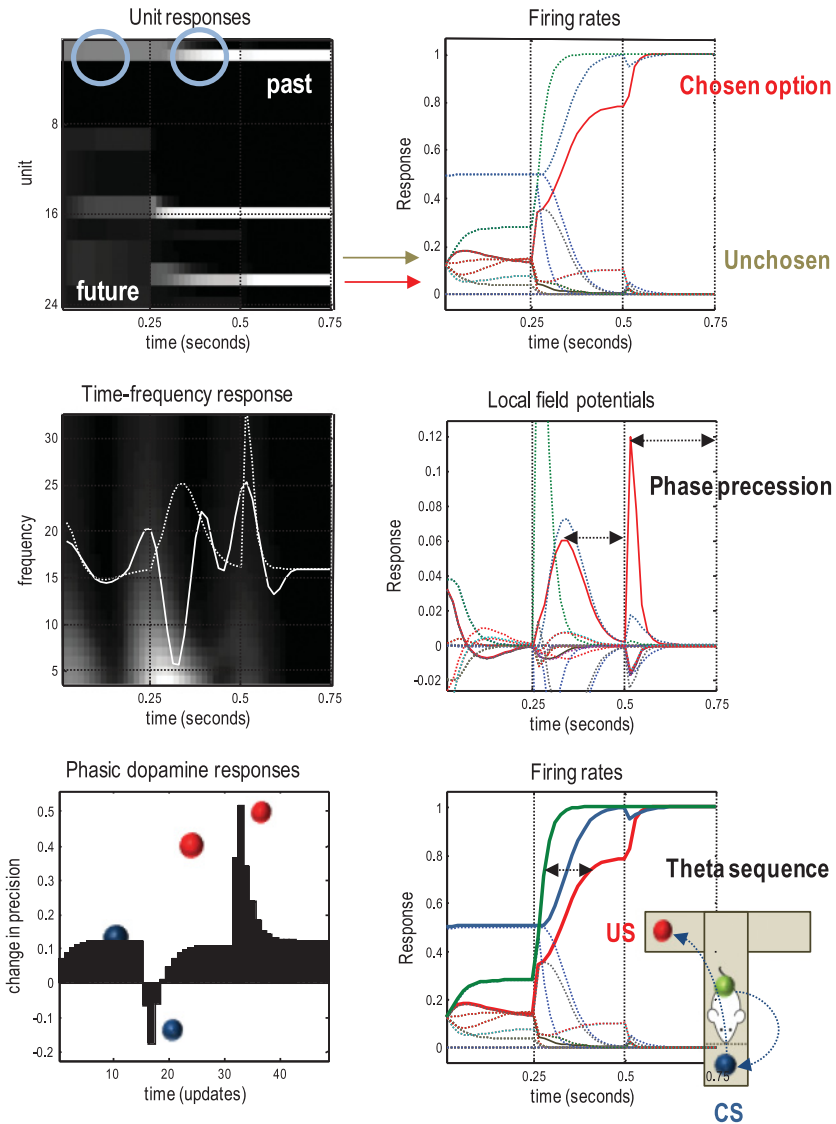 Unit responses
past
future
unit
8
16
24
0.25
0.5
0.75
time (seconds)
Firing rates
Chosen option
Unchosen
Response
1
0.8
0.6
0.4
0.2
0
0.25
0.5
0.75
time (seconds)
Time-frequency response
frequency
30
25
20
15
10
5
0.25
0.5
0.75
time (seconds)
Local field potentials
Phase precession
Response
0.12
0.1
0.08
0.06
0.04
0.02
0
-0.02
0.25
0.5
0.75
time (seconds)
Phasic dopamine responses
change in precision
0.5
0.4
0.3
0.2
0.1
0
-0.1
-0.2
10
20
30
40
time (updates)
Firing rates
Theta sequence
US
CS
Response
1
0.8
0.6
0.4
0.2
0
0.25
0.5
0.75
time (seconds)